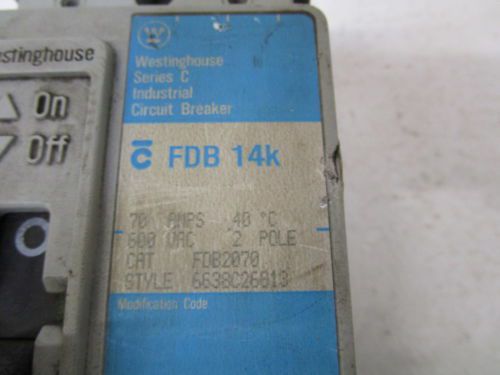 W
Westinghouse
Series C
Industrial
Circuit Breaker
estinghouse
On
Off
O
C FDB 14k
70 AMPS 40 °C
600 VAC 2 POLE
CAT FDB2070
STYLE 6638C26G13
Modification Code